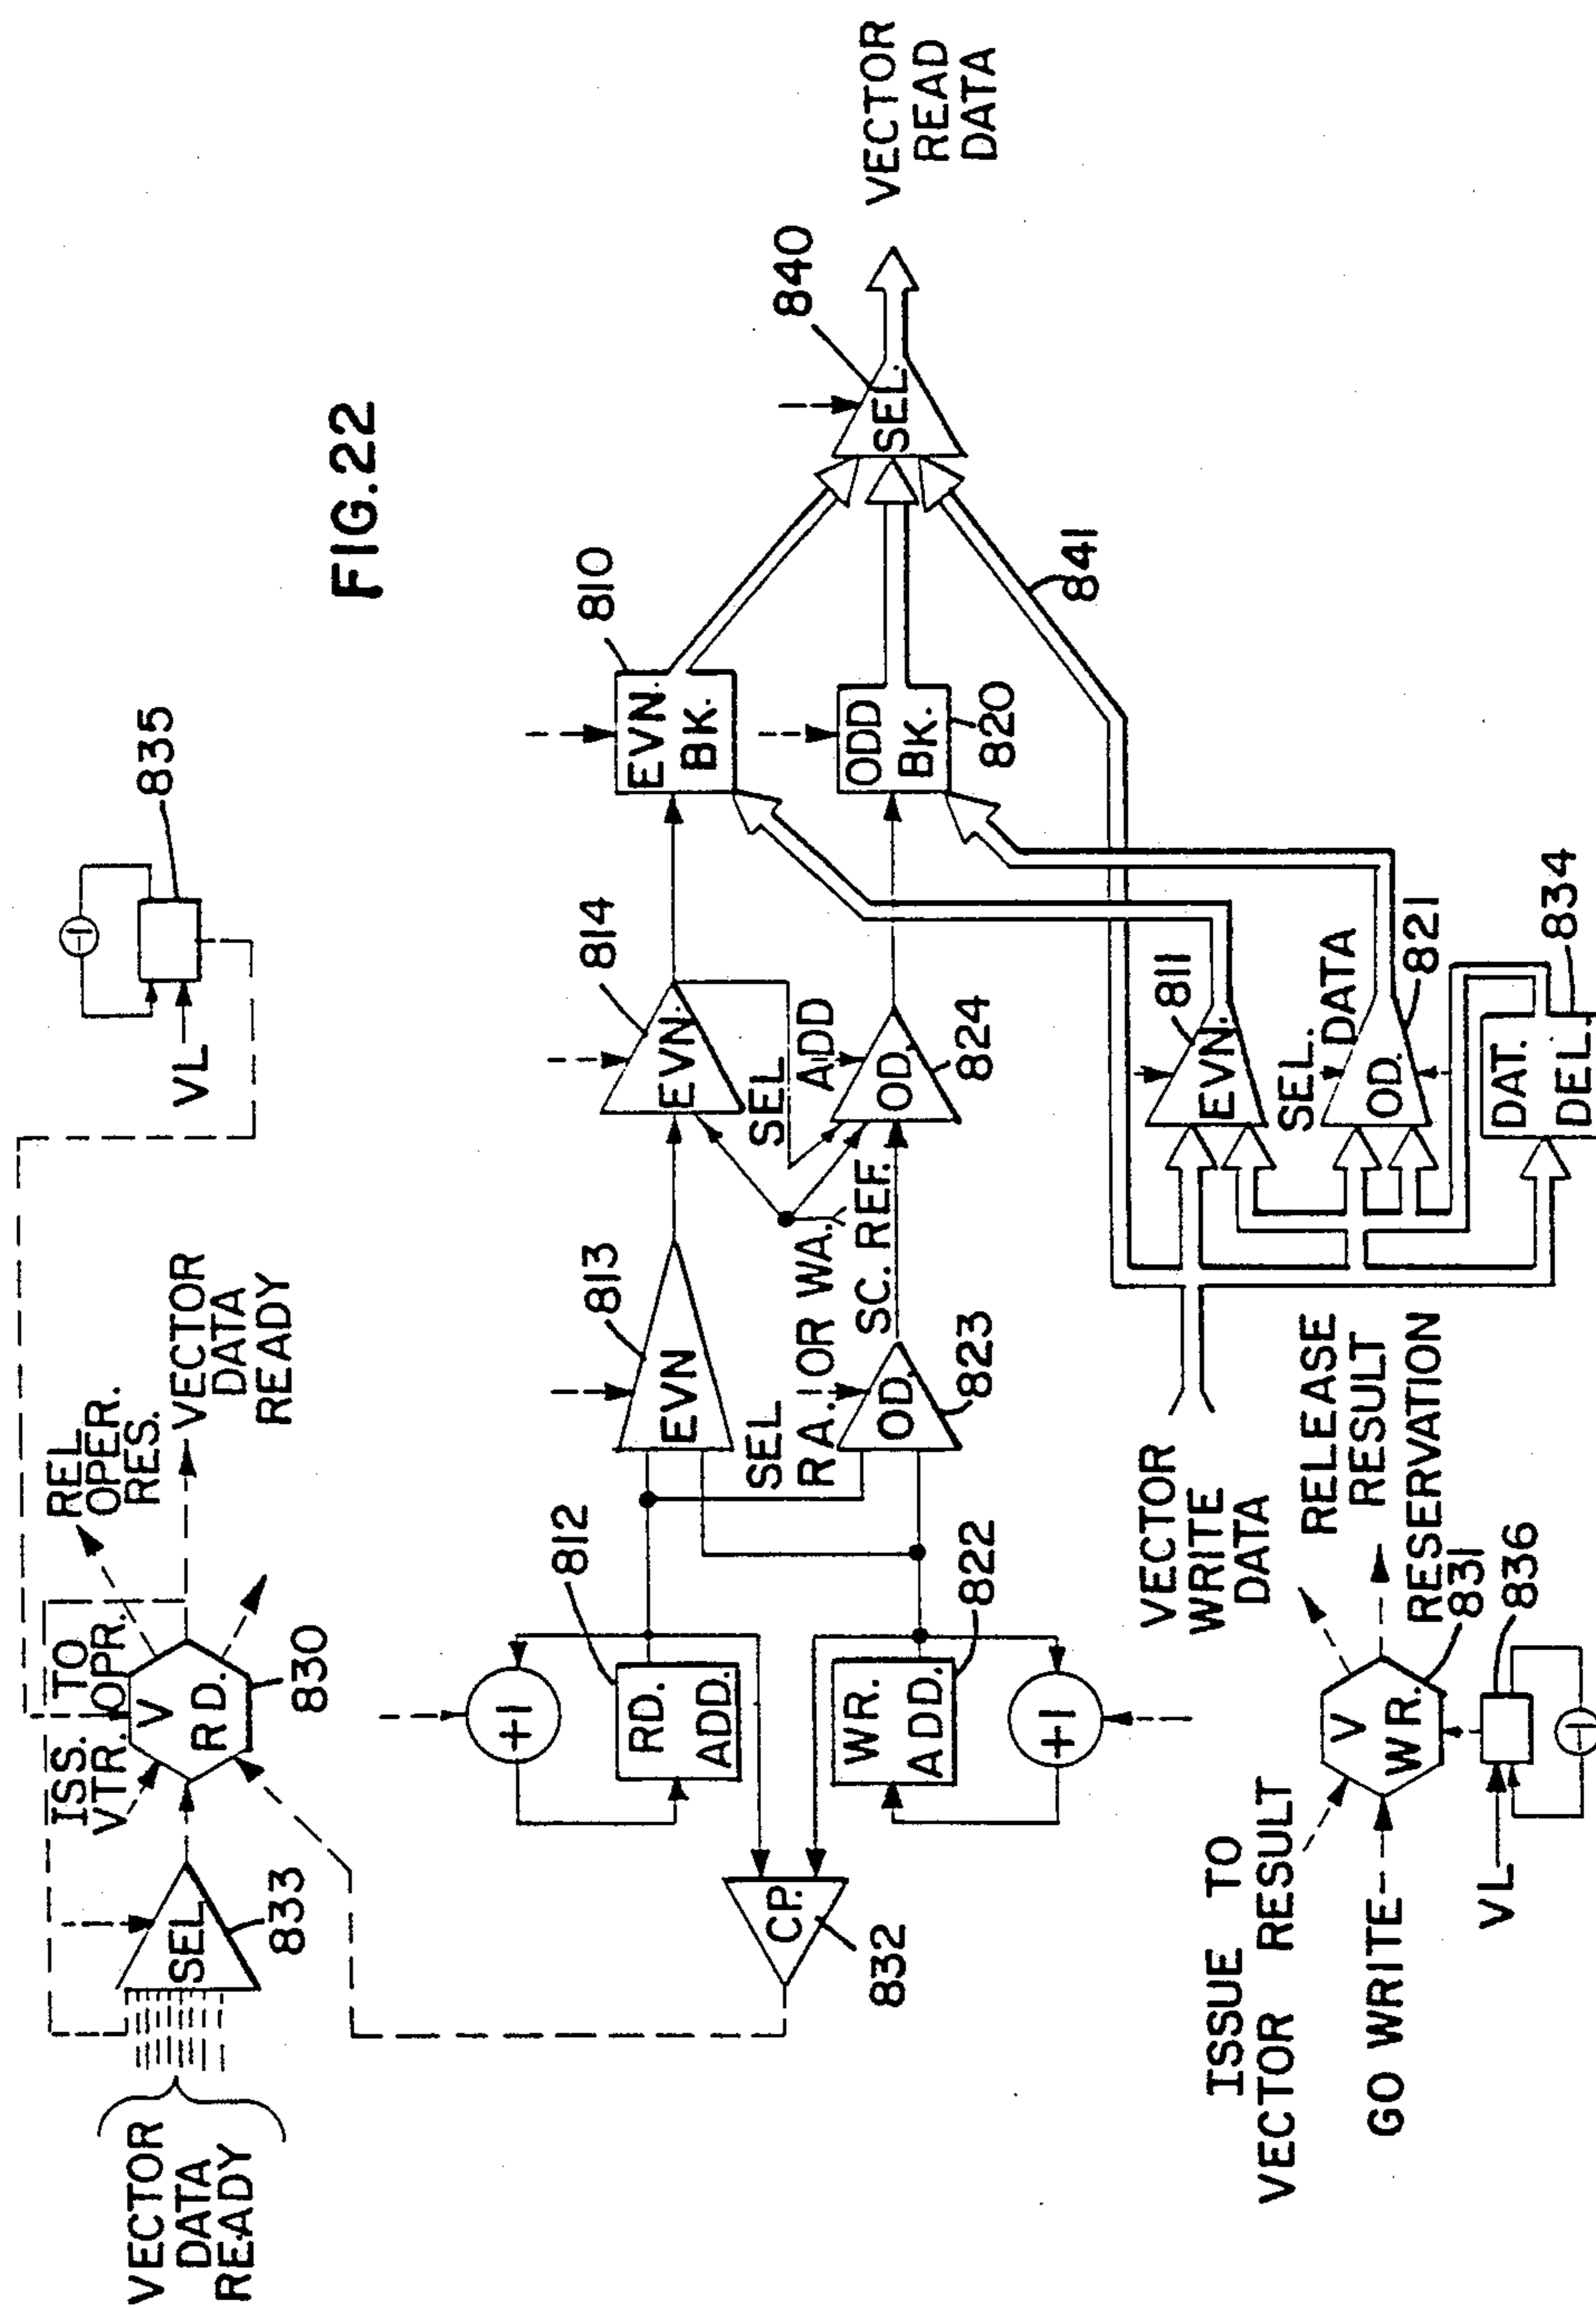 FIG.22
VECTOR
DATA
READY
SEL
833
ISS. TO
VTR. OPR.
V
RD.
830
REL
OPER.
RES.
VECTOR
DATA
READY
VL
-1
835
+1
RD.
ADD.
812
WR.
ADD.
822
+1
CP.
832
EVN
813
SEL
RA. OR WA.
OD.
823
SC. REF.
EVN.
814
SEL
ADD
OD.
824
EVN.
BK.
810
ODD
BK.
820
SEL.
840
841
VECTOR
READ
DATA
VECTOR
WRITE
DATA
EVN.
811
SEL.
DATA
OD.
821
DAT.
DEL.
834
ISSUE TO
VECTOR RESULT
GO WRITE
V
WR.
831
RELEASE
RESULT
RESERVATION
VL
836
-1